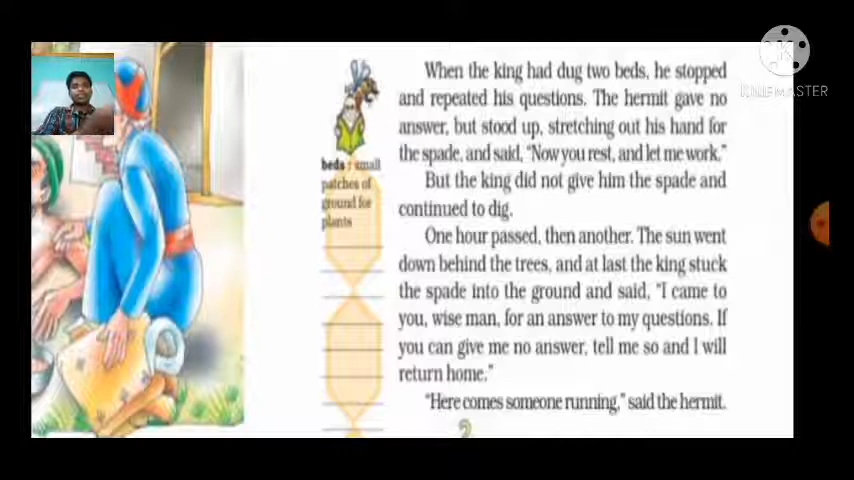 KINEMASTER
When the king had dug two beds, he stopped
and repeated his questions. The hermit gave no
answer, but stood up, stretching out his hand for
the spade, and said, “Now you rest, and let me work.”
But the king did not give him the spade and
continued to dig.
One hour passed, then another. The sun went
down behind the trees, and at last the king stuck
the spade into the ground and said, “I came to
you, wise man, for an answer to my questions. If
you can give me no answer, tell me so and I will
return home.”
“Here comes someone running,” said the hermit.
beds : small
patches of
ground for
plants
2